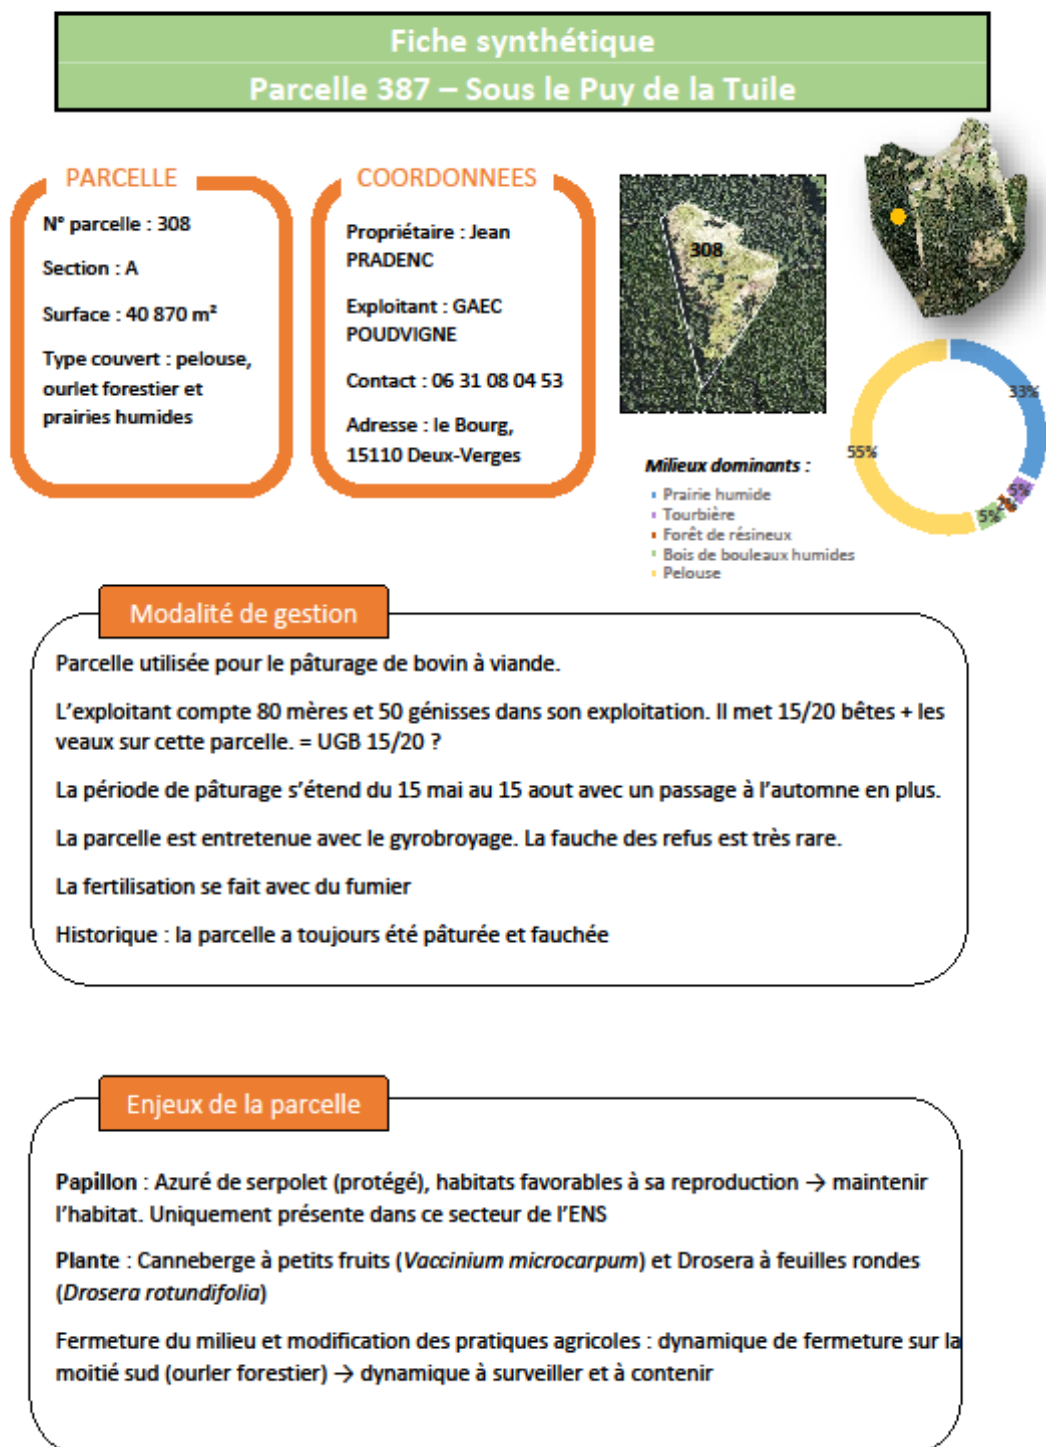 Fiche synthétique
Parcelle 387 – Sous le Puy de la Tuile
PARCELLE
N° parcelle : 308
Section : A
Surface : 40 870 m²
Type couvert : pelouse,
ourlet forestier et
prairies humides
COORDONNEES
Propriétaire : Jean
PRADENC
Exploitant : GAEC
POUDVIGNE
Contact : 06 31 08 04 53
Adresse : le Bourg,
15110 Deux-Verges
308
33%
55%
5%
2%
5%
Milieux dominants :
Prairie humide
Tourbière
Forêt de résineux
Bois de bouleaux humides
Pelouse
Modalité de gestion
Parcelle utilisée pour le pâturage de bovin à viande.
L'exploitant compte 80 mères et 50 génisses dans son exploitation. Il met 15/20 bêtes + les
veaux sur cette parcelle. = UGB 15/20 ?
La période de pâturage s'étend du 15 mai au 15 aout avec un passage à l'automne en plus.
La parcelle est entretenue avec le gyrobroyage. La fauche des refus est très rare.
La fertilisation se fait avec du fumier
Historique : la parcelle a toujours été pâturée et fauchée
Enjeux de la parcelle
Papillon : Azuré de serpolet (protégé), habitats favorables à sa reproduction → maintenir
l'habitat. Uniquement présente dans ce secteur de l'ENS
Plante : Canneberge à petits fruits (Vaccinium microcarpum) et Drosera à feuilles rondes
(Drosera rotundifolia)
Fermeture du milieu et modification des pratiques agricoles : dynamique de fermeture sur la
moitié sud (ourler forestier) → dynamique à surveiller et à contenir